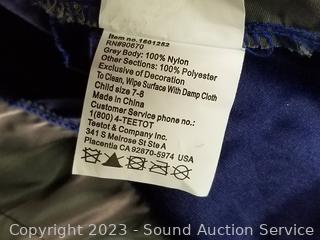 Item no.1601252
RN#90670
Grey Body: 100% Nylon
Other Sections: 100% Polyester
Exclusive of Decoration
To Clean, Wipe Surface With Damp Cloth
Child size 7-8
Made in China
Customer Service phone no.:
1(800) 4-TEETOT
Teetot & Company Inc.
341 S Melrose St Ste A
Placentia CA 92870-5974 USA
Copyright 2023 - Sound Auction Service